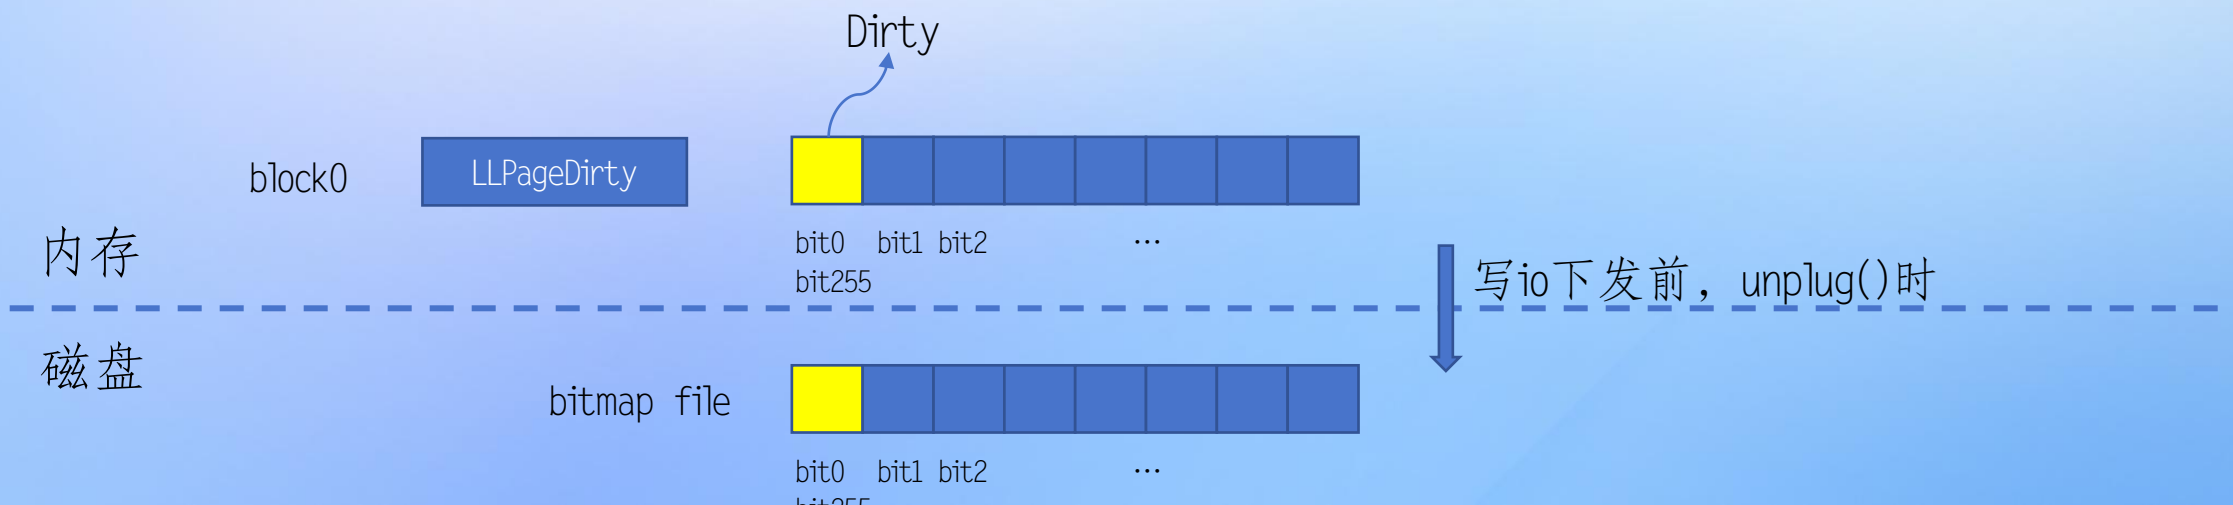 Dirty
block0
LLPageDirty
bit0 bit1 bit2 …
bit255
内存
写io下发前，unplug()时
磁盘
bitmap file
bit0 bit1 bit2 …